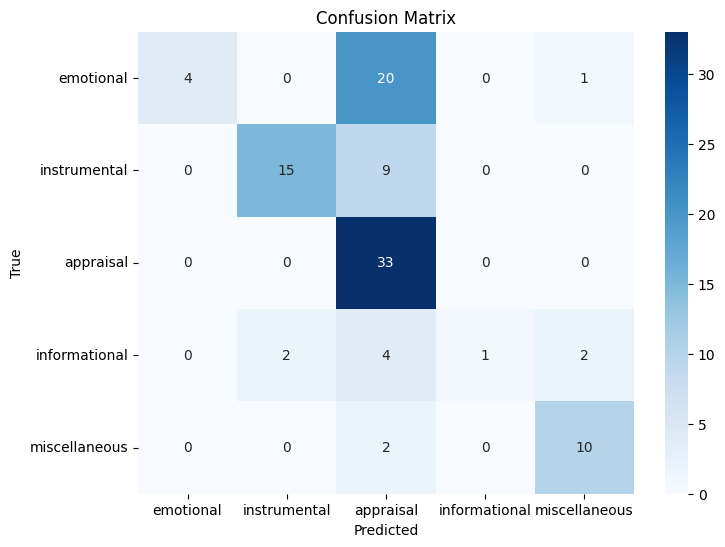 Confusion Matrix
emotional 4 0 20 0 1
instrumental 0 15 9 0 0
appraisal 0 0 33 0 0
informational 0 2 4 1 2
miscellaneous 0 0 2 0 10
emotional instrumental appraisal informational miscellaneous
Predicted
True
30
25
20
15
10
5
0